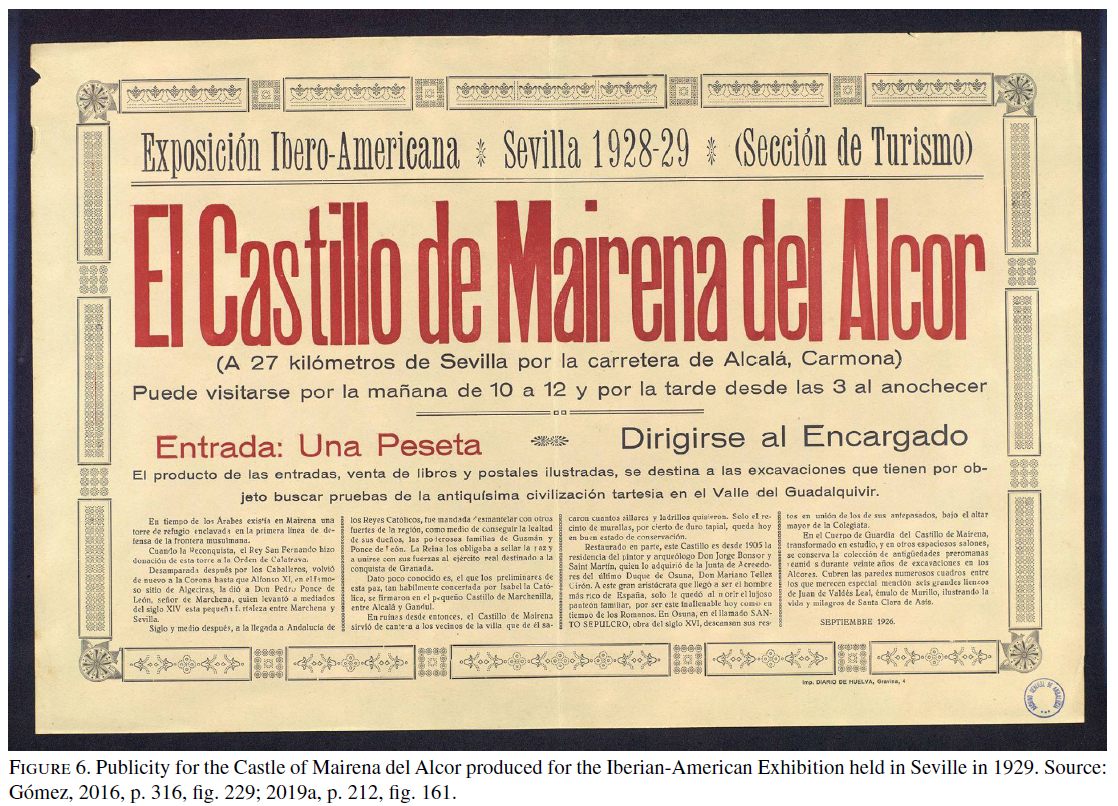 Exposición Ibero-Americana Sevilla 1928-29 (Sección de Turismo)
El Castillo de Mairena del Alcor
(A 27 kilómetros de Sevilla por la carretera de Alcalá, Carmona)
Puede visitarse por la mañana de 10 a 12 y por la tarde desde las 3 al anochecer
Entrada: Una Peseta
Dirigirse al Encargado
El producto de las entradas, venta de libros y postales ilustradas, se destina a las excavaciones que tienen por ob-
jeto buscar pruebas de la antiquísima civilización tartesia en el Valle del Guadalquivir.
En tiempo de los Árabes existía en Mairena una
torre de refugio enclavada en la primera línea de de-
fensa de la frontera musulmana.
Cuando la Reconquista, el Rey San Fernando hizo
donación de esta torre a la Orden de Calatrava.
Desamparada después por los Caballeros, volvió
de nuevo a la Corona hasta que Alfonso XI, en el famo-
so sitio de Algeciras, la dió a Don Pedro Ponce de
León, señor de Marchena, quien levantó a mediados
del siglo XIV esta pequeña fortaleza entre Marchena y
Sevilla.
Siglo y medio después, a la llegada a Andalucía de
los Reyes Católicos, fue mandada desmantelar con otros
fuertes de la región, como medio de conseguir la lealtad
de sus dueños, las poderosas familias de Guzmán y
Ponce de León. La Reina los obligaba a sellar la paz y
a unirse con sus fuerzas al ejército real destinado a la
conquista de Granada.
Dato poco conocido es, el que los preliminares de
esta paz, tan habilmente concertada por Isabel la Cató-
lica, se firmaron en el pequeño Castillo de Marchenilla,
entre Alcalá y Gandul.
En ruinas desde entonces, el Castillo de Mairena
sirvió de cantera a los vecinos de la villa que de él sa-
caron cuantos sillares y ladrillos quisieron. Solo el re-
cinto de murallas, por cierto de duro tapial, queda hoy
en buen estado de conservación.
Restaurado en parte, este Castillo es desde 1905 la
residencia del pintor y arqueólogo Don Jorge Bonsor y
Saint Martin, quien lo adquirió de la Junta de Acreedo-
res del último Duque de Osuna, Don Mariano Tellez
Girón. A este gran aristócrata que llegó a ser el hombre
más rico de España, solo le quedó al morir el lujoso
panteón familiar, por ser este inalienable hoy como en
tiempo de los Romanos. En Osuna, en el llamado SAN-
TO SEPULCRO, obra del siglo XVI, descansan sus res-
tos en unión de los de sus antepasados, bajo el altar
mayor de la Colegiata.
En el Cuerpo de Guardia del Castillo de Mairena,
transformado en estudio, y en otros espaciosos salones,
se conserva la colección de antigüedades prerromanas
reunidas durante veinte años de excavaciones en los
Alcores. Cubren las paredes numerosos cuadros entre
los que merecen especial mención seis grandes lienzos
de Juan de Valdés Leal, émulo de Murillo, ilustrando la
vida y milagros de Santa Clara de Asís.
SEPTIEMBRE 1926.
Imp. DIARIO DE HUELVA, Gravina, 4
FIGURE 6. Publicity for the Castle of Mairena del Alcor produced for the Iberian-American Exhibition held in Seville in 1929. Source:
Gómez, 2016, p. 316, fig. 229; 2019a, p. 212, fig. 161.